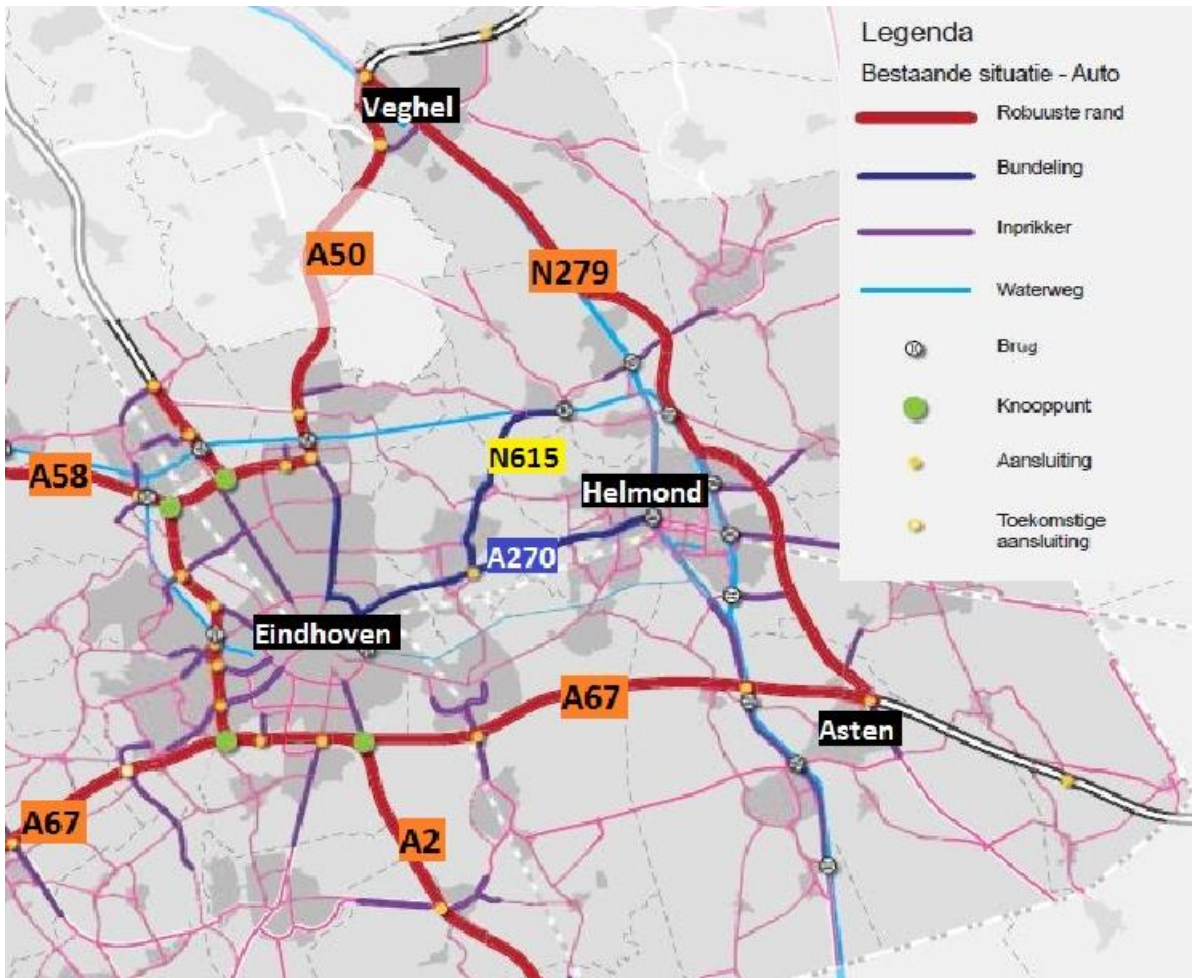 Legenda
Bestaande situatie - Auto
Robuuste rand
Bundeling
Inprikker
Waterweg
Brug
Knooppunt
Aansluiting
Toekomstige
aansluiting
Veghel
A50
N279
N615
A58
Helmond
A270
Eindhoven
A67
Asten
A67
A2